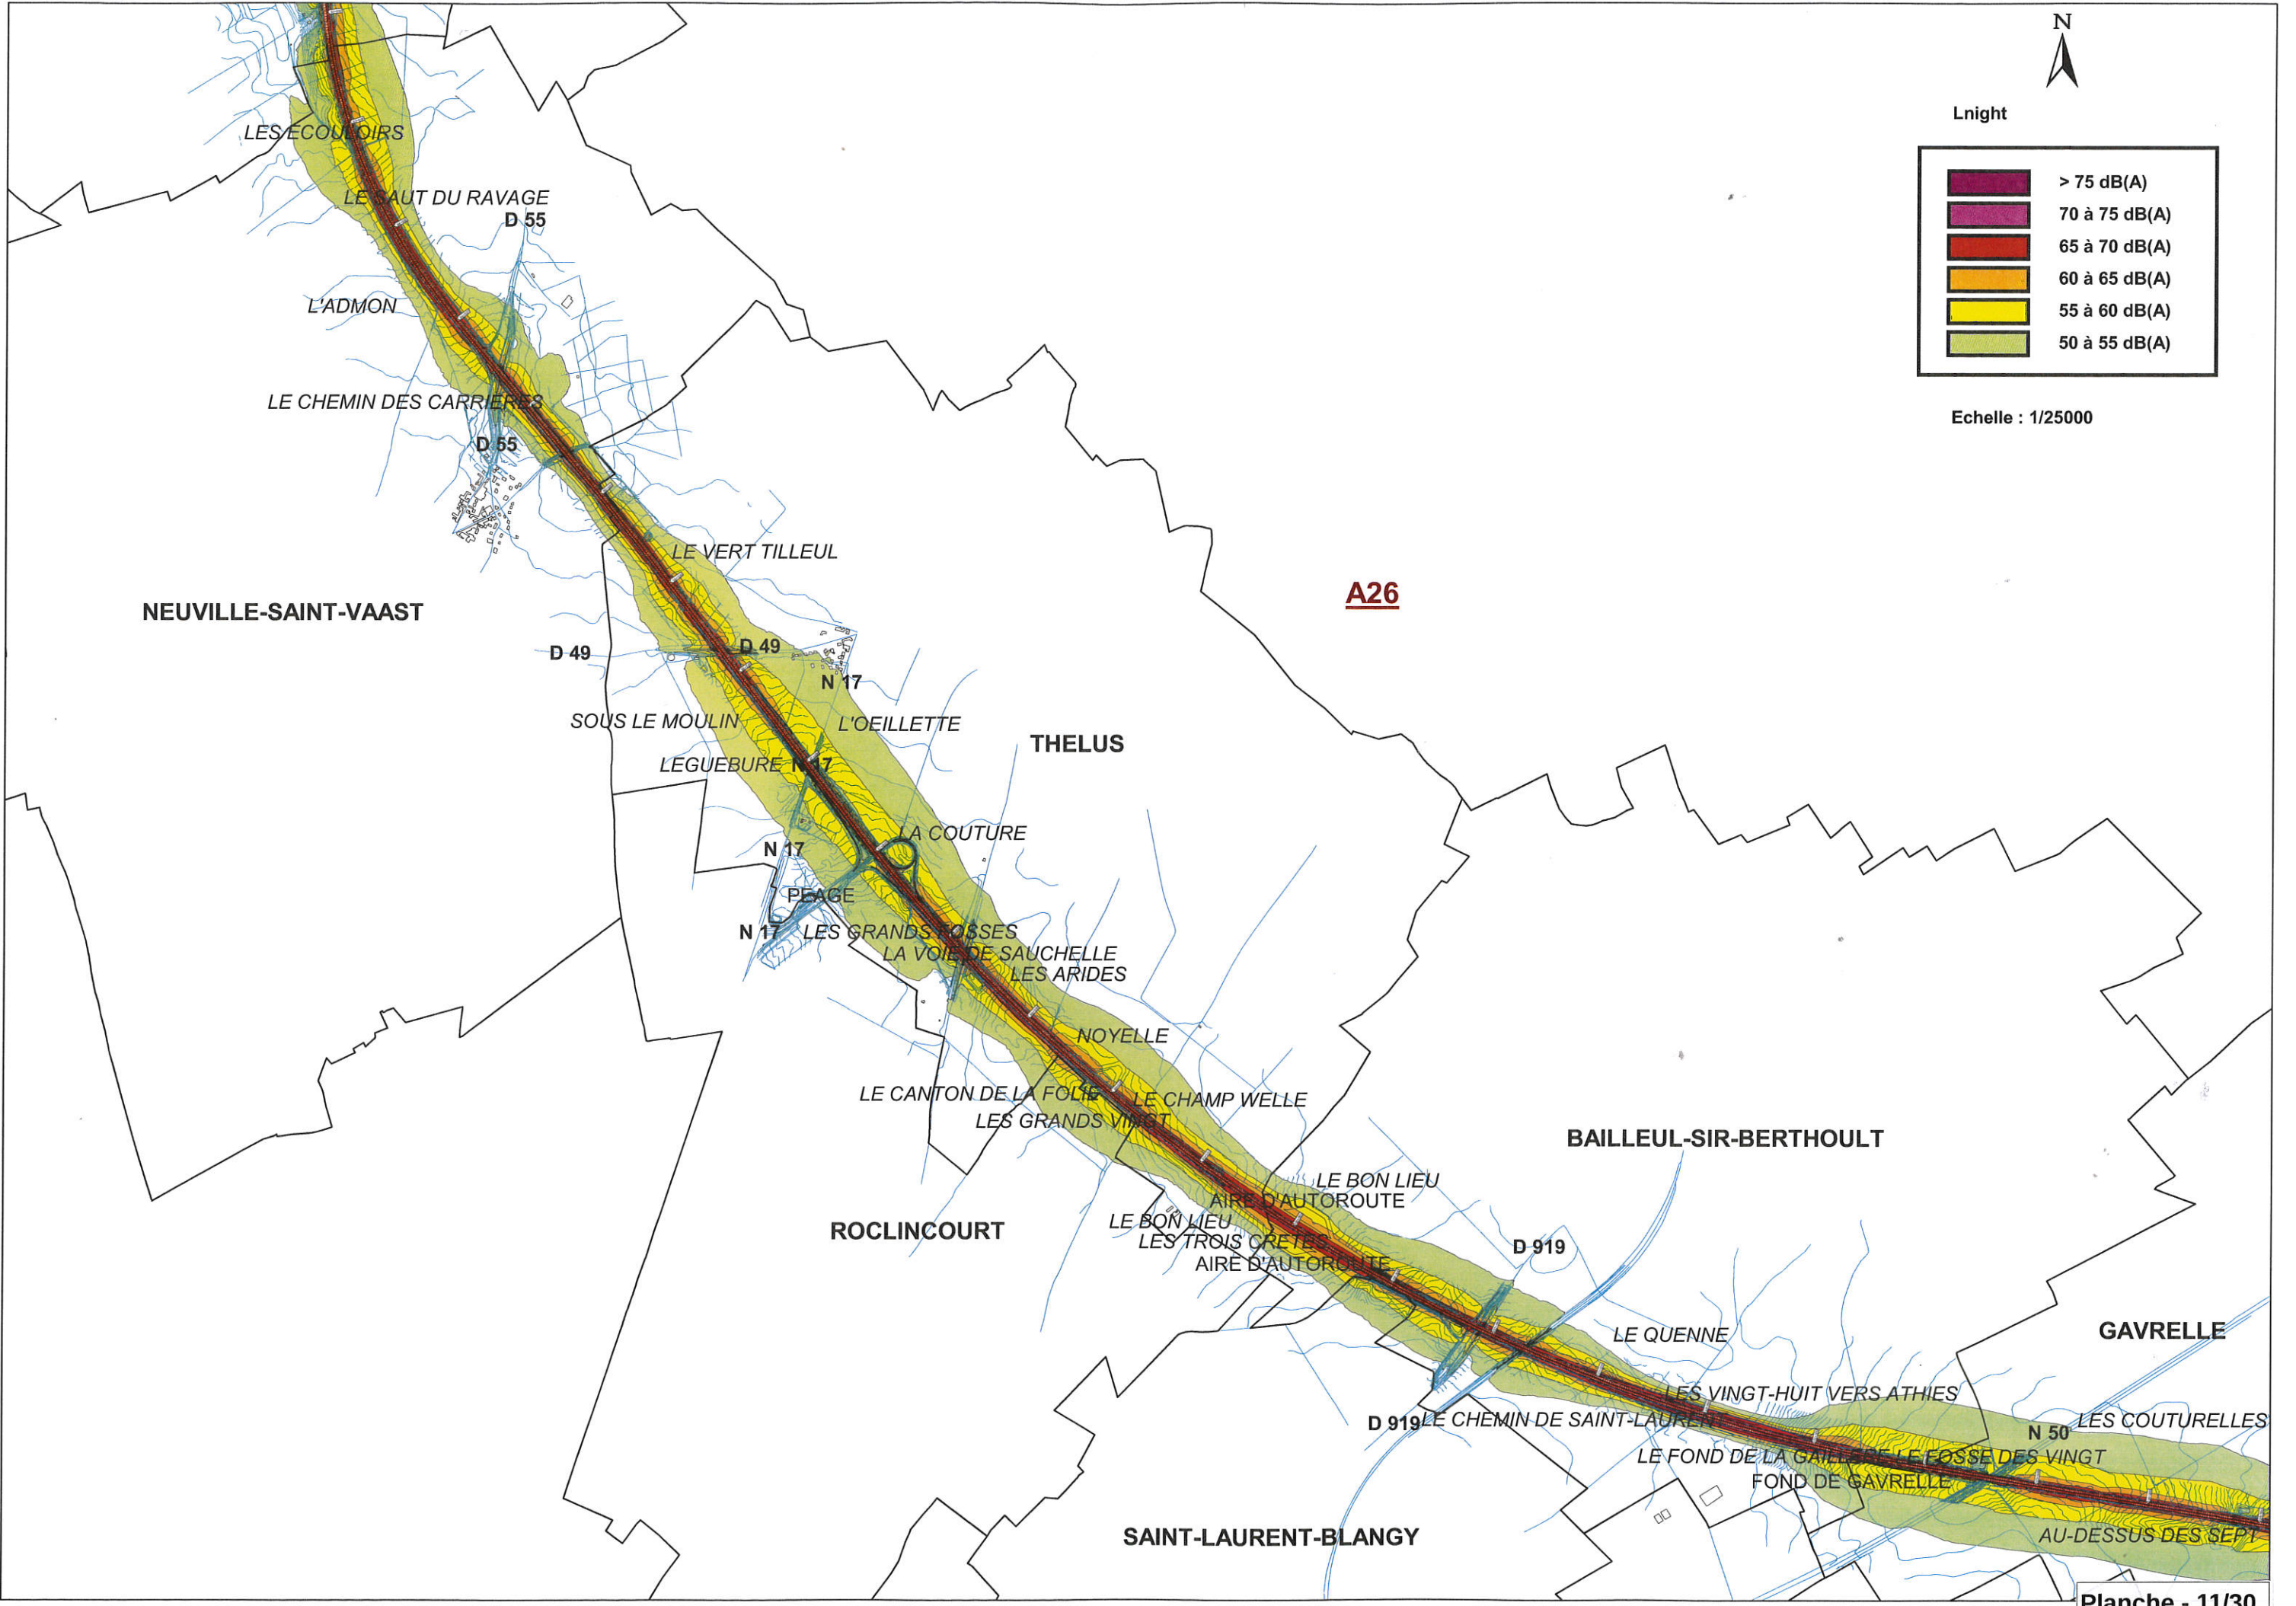 N
Lnight
> 75 dB(A)
70 à 75 dB(A)
65 à 70 dB(A)
60 à 65 dB(A)
55 à 60 dB(A)
50 à 55 dB(A)
Echelle : 1/25000
LES ECOULOIRS
LE SAUT DU RAVAGE
D 55
L'ADMON
LE CHEMIN DES CARRIERES
D 55
LE VERT TILLEUL
A26
NEUVILLE-SAINT-VAAST
D 49
D 49
N 17
SOUS LE MOULIN
L'OEILLETTE
THELUS
LEGUEBURE
N 17
LA COUTURE
N 17
PEAGE
N 17
LES GRANDS FOSSES
LA VOIE DE SAUCHELLE
LES ARIDES
NOYELLE
LE CANTON DE LA FOLIE
LE CHAMP WELLE
LES GRANDS VINGT
BAILLEUL-SIR-BERTHOULT
LE BON LIEU
AIRE D'AUTOROUTE
LE BON LIEU
ROCLINCOURT
LES TROIS CRETES
D 919
AIRE D'AUTOROUTE
LE QUENNE
GAVRELLE
LES VINGT-HUIT VERS ATHIES
D 919
LE CHEMIN DE SAINT-LAURENT
LES COUTURELLES
N 50
LE FOND DE LA GAILLERE
LE FOSSE DES VINGT
FOND DE GAVRELLE
SAINT-LAURENT-BLANGY
AU-DESSUS DES SEPT
Planche - 11/30